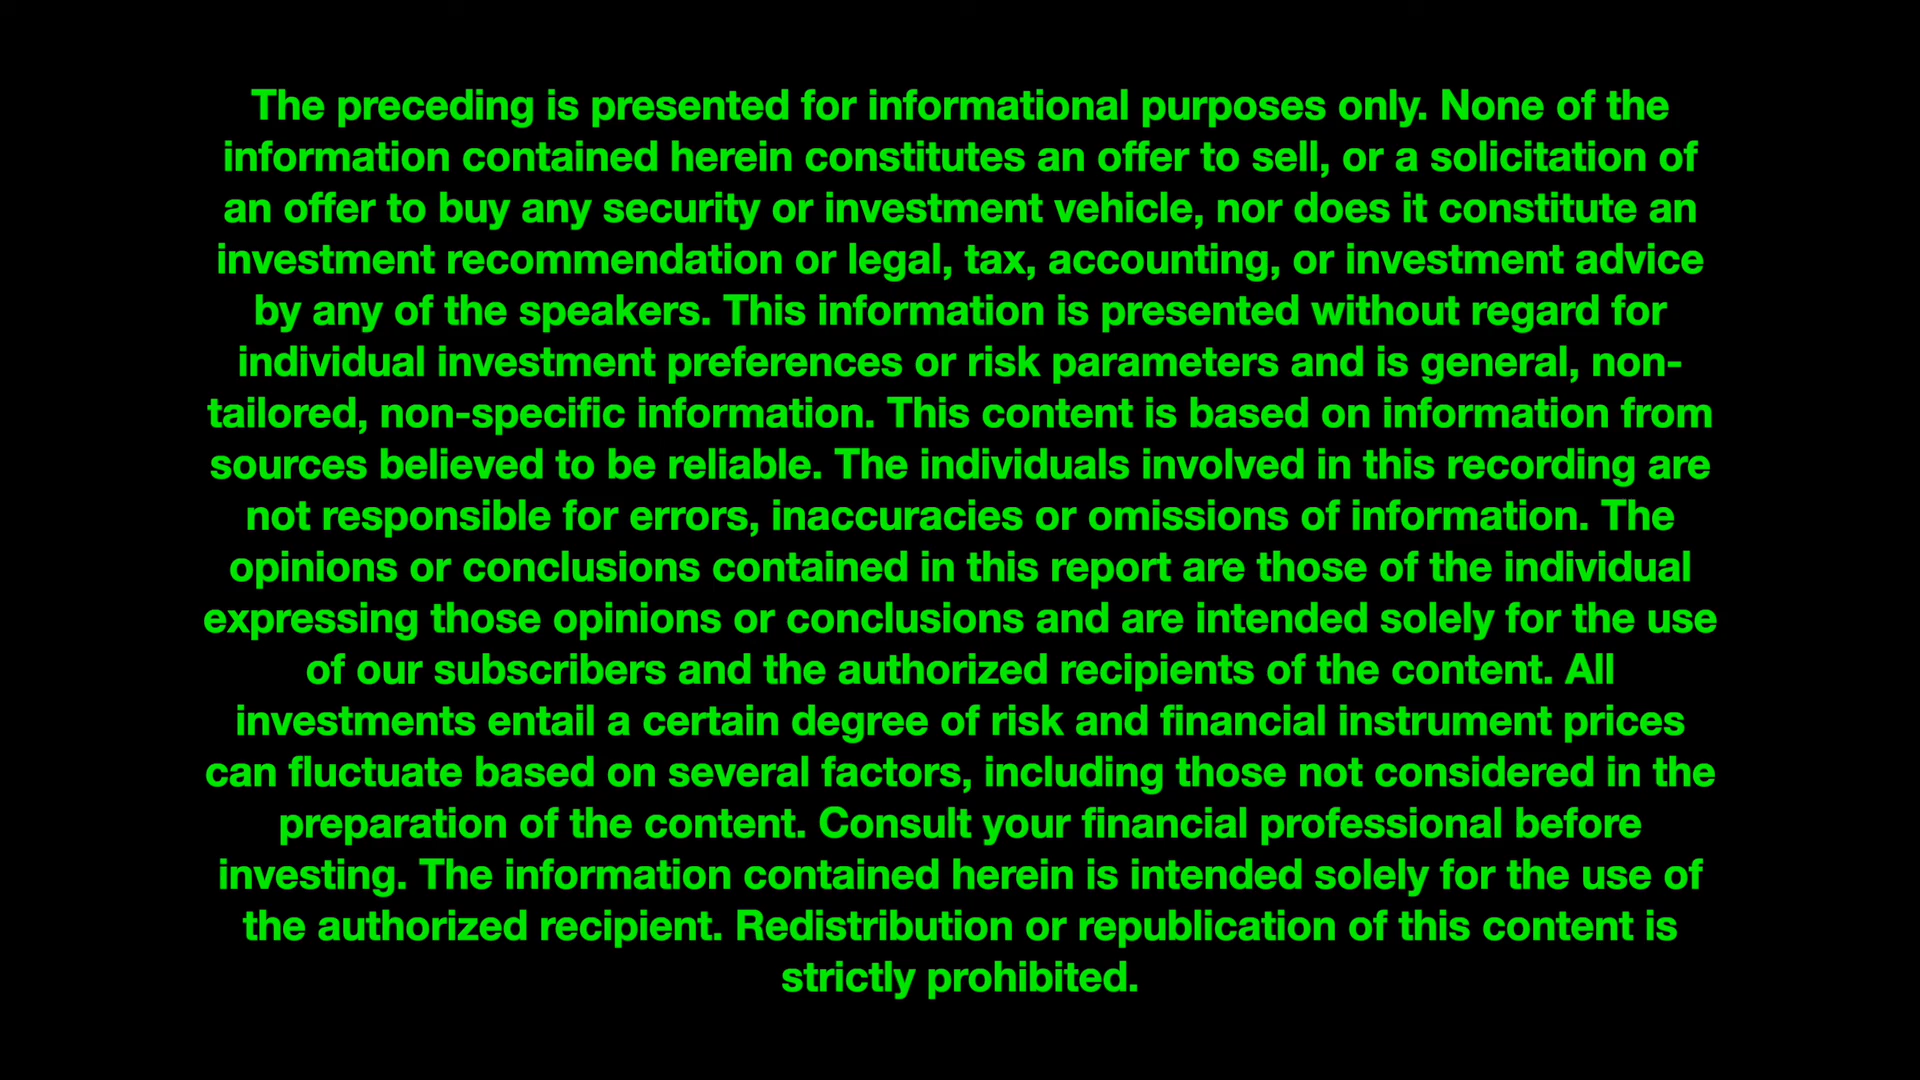 The preceding is presented for informational purposes only. None of the
information contained herein constitutes an offer to sell, or a solicitation of
an offer to buy any security or investment vehicle, nor does it constitute an
investment recommendation or legal, tax, accounting, or investment advice
by any of the speakers. This information is presented without regard for
individual investment preferences or risk parameters and is general, non-
tailored, non-specific information. This content is based on information from
sources believed to be reliable. The individuals involved in this recording are
not responsible for errors, inaccuracies or omissions of information. The
opinions or conclusions contained in this report are those of the individual
expressing those opinions or conclusions and are intended solely for the use
of our subscribers and the authorized recipients of the content. All
investments entail a certain degree of risk and financial instrument prices
can fluctuate based on several factors, including those not considered in the
preparation of the content. Consult your financial professional before
investing. The information contained herein is intended solely for the use of
the authorized recipient. Redistribution or republication of this content is
strictly prohibited.